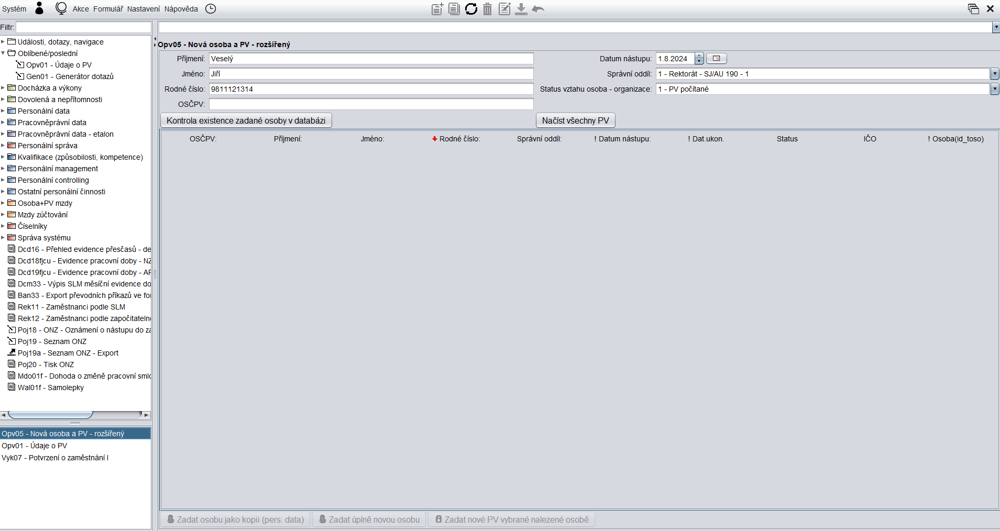 Systém Akce Formulář Nastavení Nápověda
Filtr:
Události, dotazy, navigace
Oblíbené/poslední
Opv01 - Údaje o PV
Gen01 - Generátor dotazů
Docházka a výkony
Dovolená a nepřítomnosti
Personální data
Pracovněprávní data
Pracovněprávní data - etalon
Personální správa
Kvalifikace (způsobilosti, kompetence)
Personální management
Personální controlling
Ostatní personální činnosti
Osoba+PV mzdy
Mzdy zúčtování
Číselníky
Správa systému
Dcd16 - Přehled evidence přesčasů - de
Dcd18fjcu - Evidence pracovní doby - NZ
Dcd19fjcu - Evidence pracovní doby - AF
Dcm33 - Výpis SLM měsíční evidence do
Ban33 - Export převodních příkazů ve for
Rek11 - Zaměstnanci podle SLM
Rek12 - Zaměstnanci podle započitateln
Poj18 - ONZ - Oznámení o nástupu do za
Poj19 - Seznam ONZ
Poj19a - Seznam ONZ - Export
Poj20 - Tisk ONZ
Mdo01f - Dohoda o změně pracovní smlo
Wal01f - Samolepky
Opv05 - Nová osoba a PV - rozšířený
Opv01 - Údaje o PV
Vyk07 - Potvrzení o zaměstnání I
Opv05 - Nová osoba a PV - rozšířený
Příjmení: Veselý Datum nástupu: 1.8.2024
Jméno: Jiří Správní oddíl: 1 - Rektorát - SJ/AU 190 - 1
Rodné číslo: 9811121314 Status vztahu osoba - organizace: 1 - PV počítané
OSČPV:
Kontrola existence zadané osoby v databázi Načíst všechny PV
OSČPV: Příjmení: Jméno: Rodné číslo: Správní oddíl: ! Datum nástupu: ! Dat.ukon. Status IČO ! Osoba(id_toso)
Zadat osobu jako kopii (pers. data) Zadat úplně novou osobu Zadat nové PV vybrané nalezené osobě